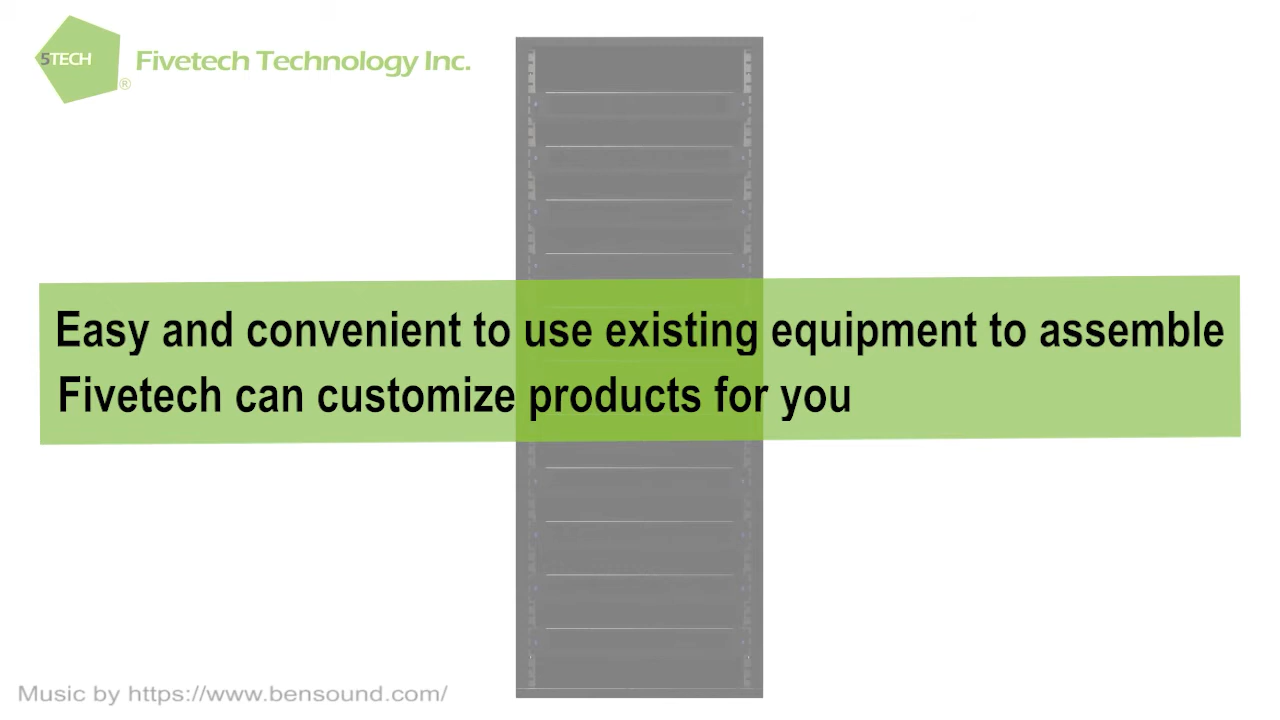 5TECH
®
Fivetech Technology Inc.
Easy and convenient to use existing equipment to assemble
Fivetech can customize products for you
Music by https://www.bensound.com/